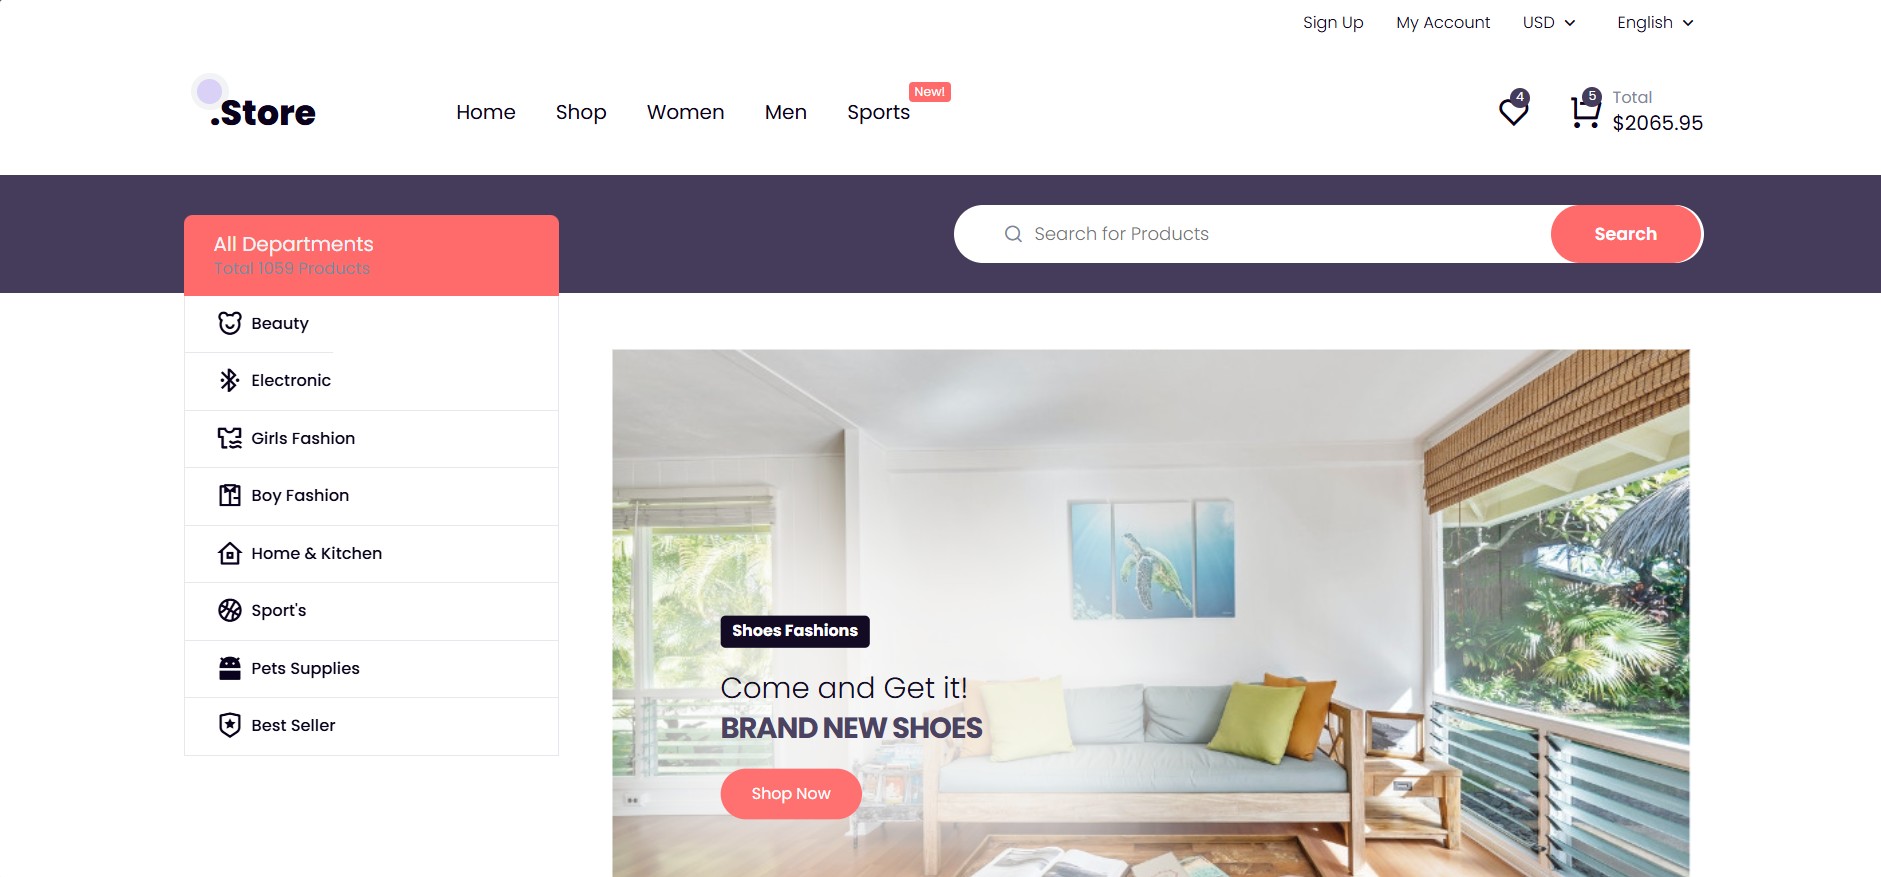 Sign Up
My Account
USD
English
.Store
Home
Shop
Women
Men
Sports
New!
4
5
Total
$2065.95
All Departments
Total 1059 Products
Search for Products
Search
Beauty
Electronic
Girls Fashion
Boy Fashion
Home & Kitchen
Sport's
Pets Supplies
Best Seller
Shoes Fashions
Come and Get it!
BRAND NEW SHOES
Shop Now